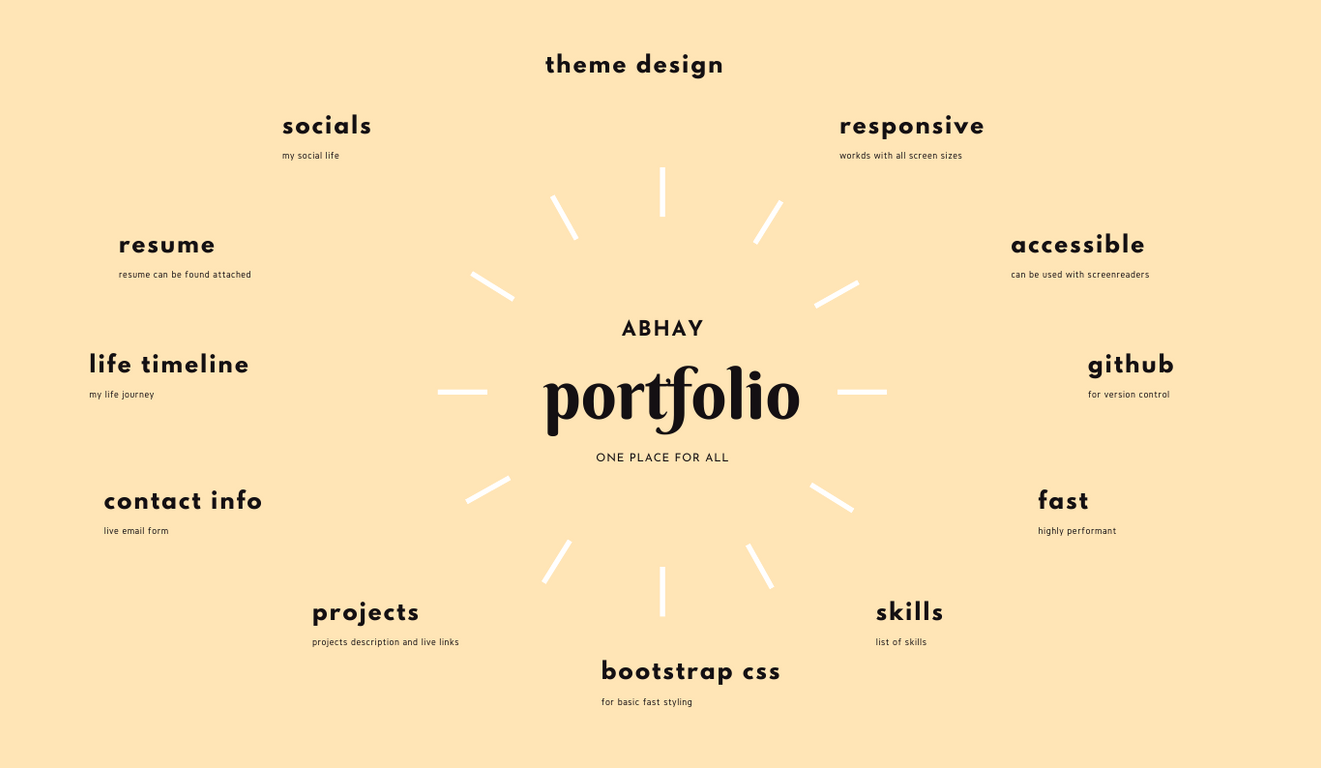 theme design
socials
my social life
responsive
workds with all screen sizes
resume
resume can be found attached
accessible
can be used with screenreaders
ABHAY
portfolio
ONE PLACE FOR ALL
life timeline
my life journey
github
for version control
contact info
live email form
fast
highly performant
projects
projects description and live links
skills
list of skills
bootstrap css
for basic fast styling